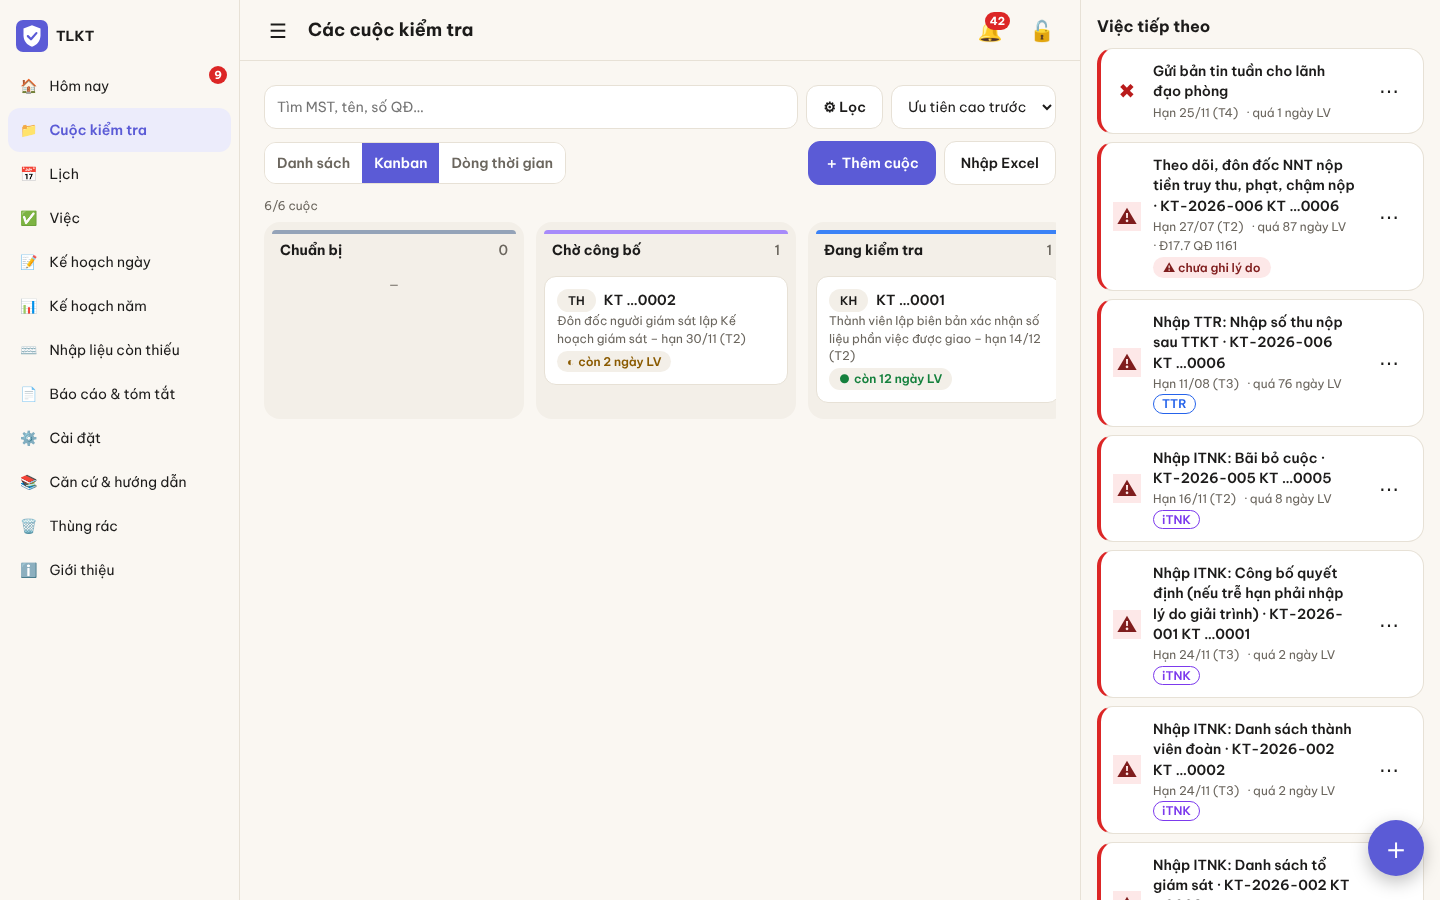 TLKT
Hôm nay
9
Cuộc kiểm tra
Lịch
Việc
Kế hoạch ngày
Kế hoạch năm
Nhập liệu còn thiếu
Báo cáo & tóm tắt
Cài đặt
Căn cứ & hướng dẫn
Thùng rác
Giới thiệu
☰ Các cuộc kiểm tra
42
Tìm MST, tên, số QĐ...
⚙ Lọc
Ưu tiên cao trước
Danh sách
Kanban
Dòng thời gian
+ Thêm cuộc
Nhập Excel
6/6 cuộc
Chuẩn bị 0
–
Chờ công bố 1
TH KT ...0002
Đôn đốc người giám sát lập Kế
hoạch giám sát – hạn 30/11 (T2)
còn 2 ngày LV
Đang kiểm tra 1
KH KT ...0001
Thành viên lập biên bản xác nhận số
liệu phần việc được giao – hạn 14/12
(T2)
còn 12 ngày LV
Việc tiếp theo
Gửi bản tin tuần cho lãnh
đạo phòng
Hạn 25/11 (T4) · quá 1 ngày LV
Theo dõi, đôn đốc NNT nộp
tiền truy thu, phạt, chậm nộp
· KT-2026-006 KT ...0006
Hạn 27/07 (T2) · quá 87 ngày LV
· Đ17.7 QĐ 1161
⚠ chưa ghi lý do
Nhập TTR: Nhập số thu nộp
sau TTKT · KT-2026-006
KT ...0006
Hạn 11/08 (T3) · quá 76 ngày LV
TTR
Nhập ITNK: Bãi bỏ cuộc ·
KT-2026-005 KT ...0005
Hạn 16/11 (T2) · quá 8 ngày LV
iTNK
Nhập ITNK: Công bố quyết
định (nếu trễ hạn phải nhập
lý do giải trình) · KT-2026-
001 KT ...0001
Hạn 24/11 (T3) · quá 2 ngày LV
iTNK
Nhập ITNK: Danh sách thành
viên đoàn · KT-2026-002
KT ...0002
Hạn 24/11 (T3) · quá 2 ngày LV
iTNK
Nhập ITNK: Danh sách tổ
giám sát · KT-2026-002 KT